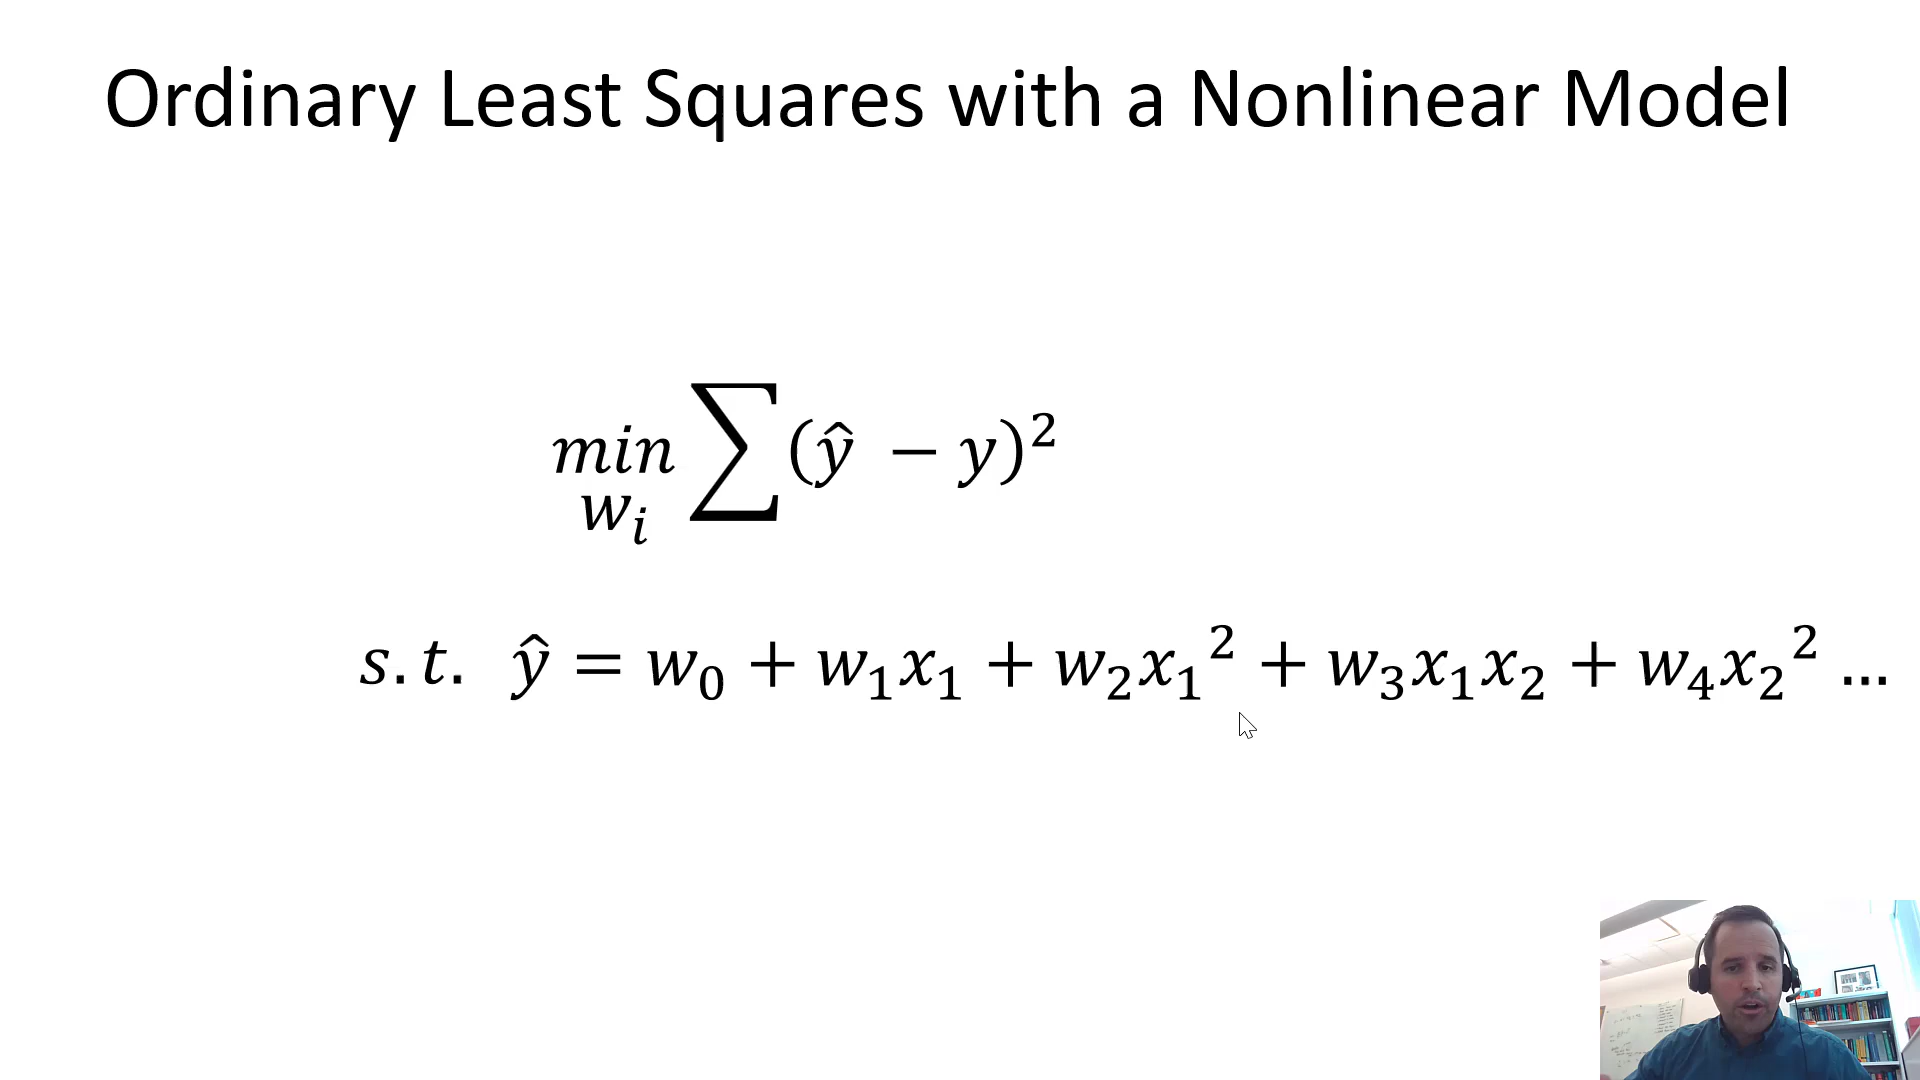 Ordinary Least Squares with a Nonlinear Model
min ∑(ŷ − y)²
wᵢ
s.t. ŷ = w₀ + w₁x₁ + w₂x₁² + w₃x₁x₂ + w₄x₂² …